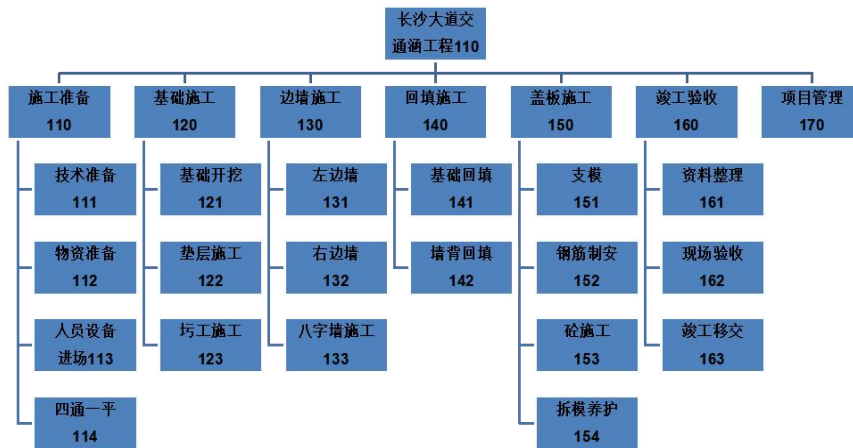 长沙大道交
通涵工程110
施工准备
110
基础施工
120
边墙施工
130
回填施工
140
盖板施工
150
竣工验收
160
项目管理
170
技术准备
111
基础开挖
121
左边墙
131
基础回填
141
支模
151
资料整理
161
物资准备
112
垫层施工
122
右边墙
132
墙背回填
142
钢筋制安
152
现场验收
162
人员设备
进场113
圬工施工
123
八字墙施工
133
砼施工
153
竣工移交
163
四通一平
114
拆模养护
154